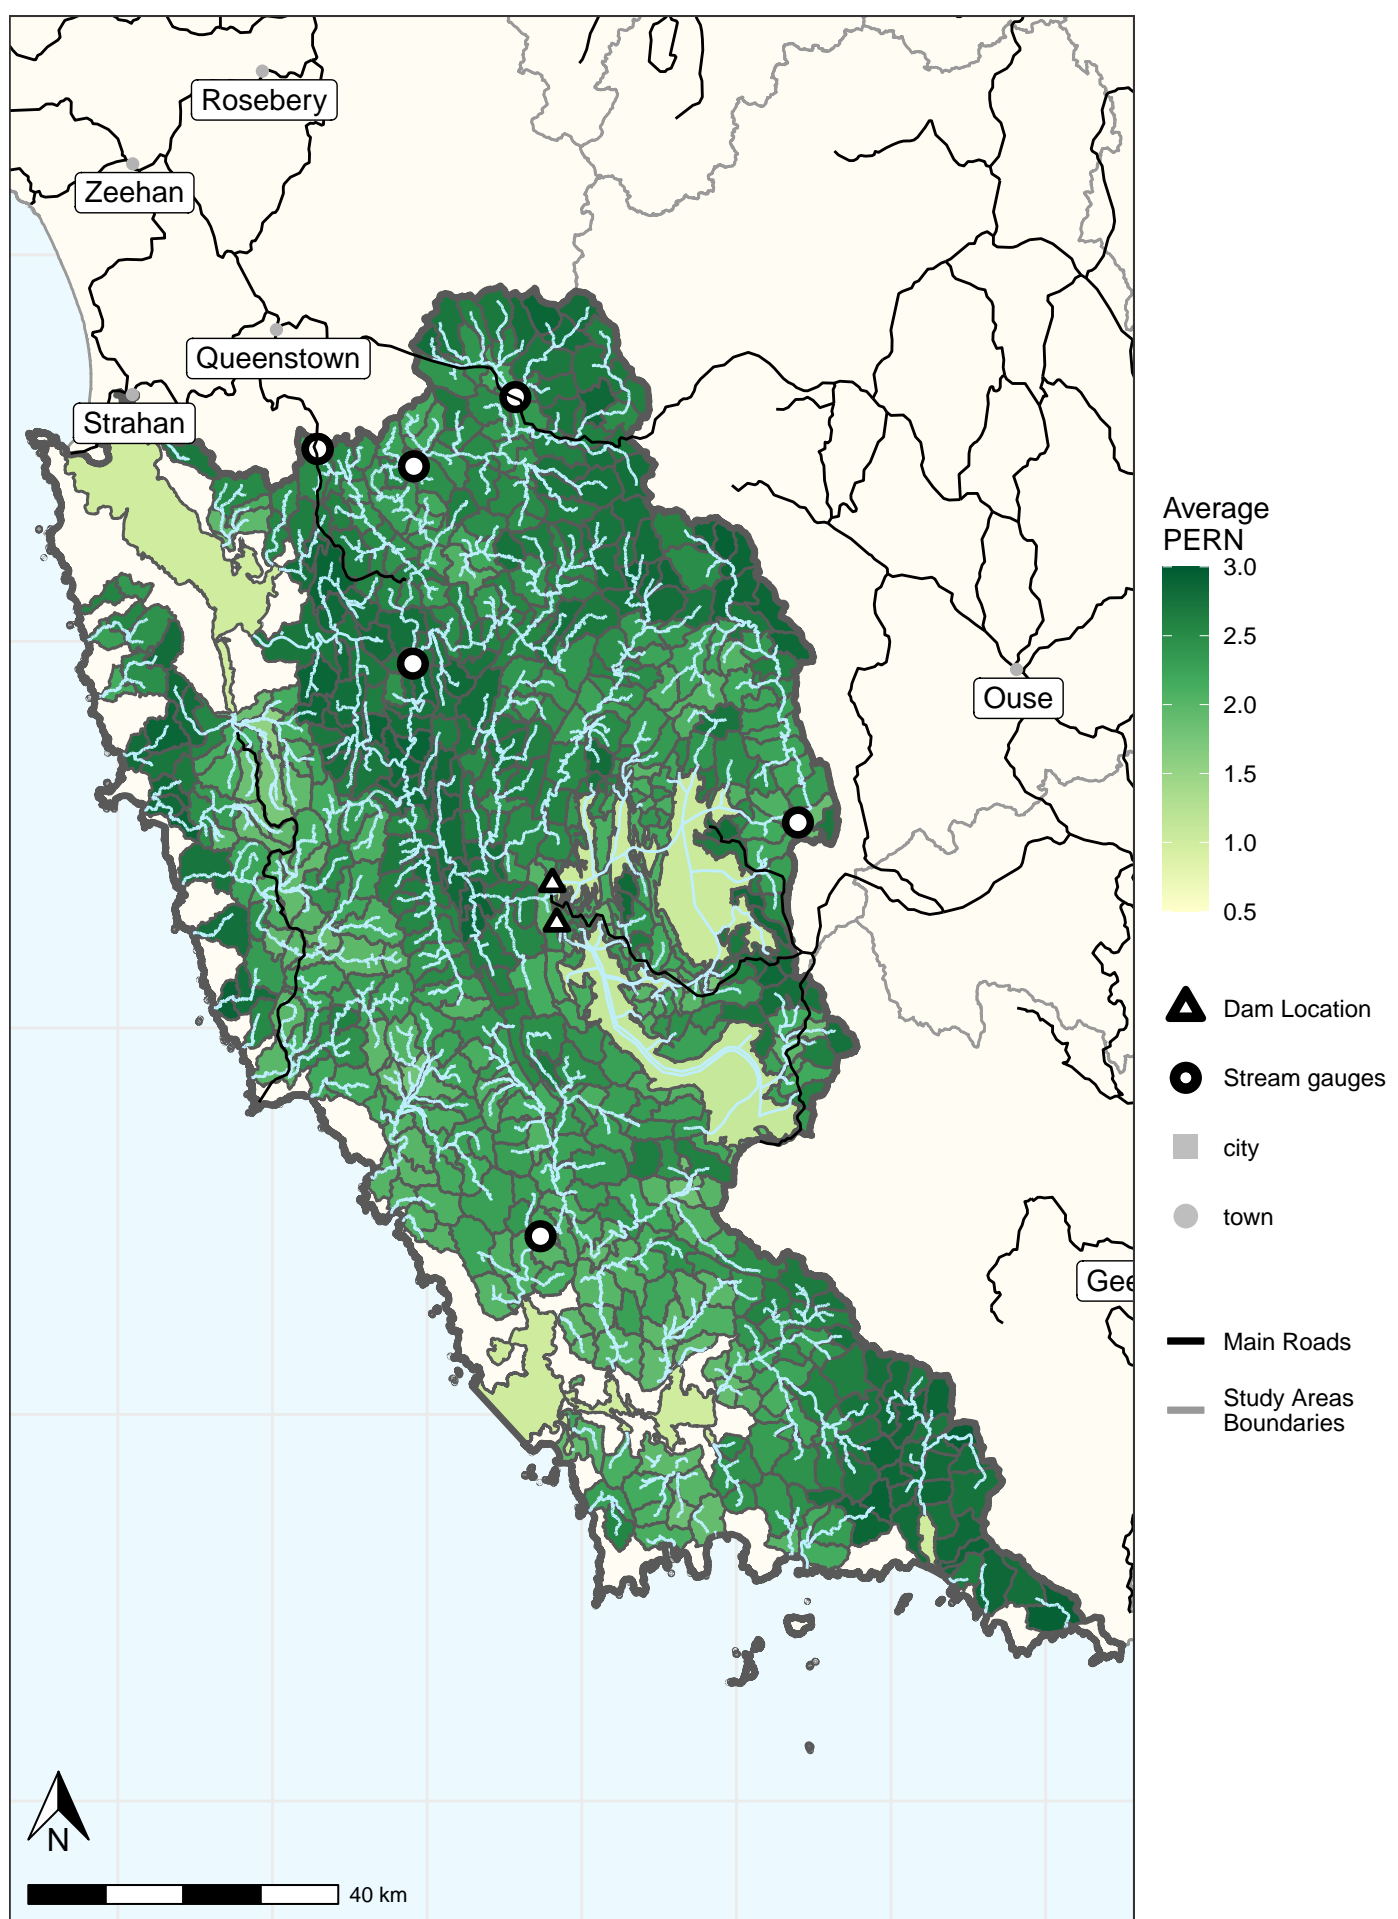 Rosebery
Zeehan
Queenstown
Strahan
Ouse
Gee
N
40 km
Average
PERN
3.0
2.5
2.0
1.5
1.0
0.5
Dam Location
Stream gauges
city
town
Main Roads
Study Areas
Boundaries